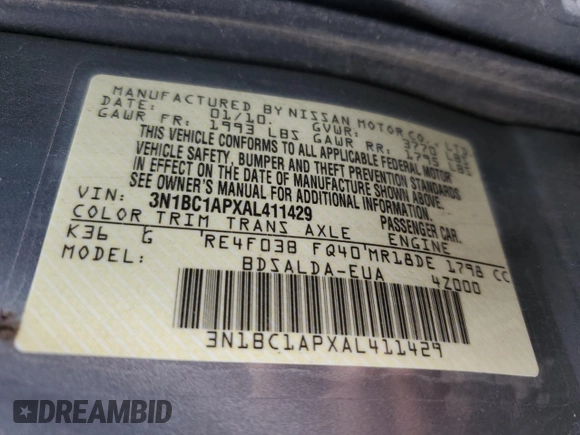 MANUFACTURED BY NISSAN MOTOR CO., LTD
DATE: 01/10. GVWR: 3770 LBS
GAWR FR: 1993 LBS GAWR RR: 1795 LBS
THIS VEHICLE CONFORMS TO ALL APPLICABLE FEDERAL MOTOR
VEHICLE SAFETY, BUMPER AND THEFT PREVENTION STANDARDS
IN EFFECT ON THE DATE OF MANUFACTURE SHOWN ABOVE.
SEE OWNER'S MANUAL FOR ADDITIONAL INFORMATION.
VIN: 3N1BC1APXAL411429 PASSENGER CAR.
COLOR TRIM TRANS AXLE ENGINE
K36 G RE4F03B FQ40 MR18DE 1798 CC
MODEL: BDSALDA-EUA 4Z000
3N1BC1APXAL411429
DREAMBID